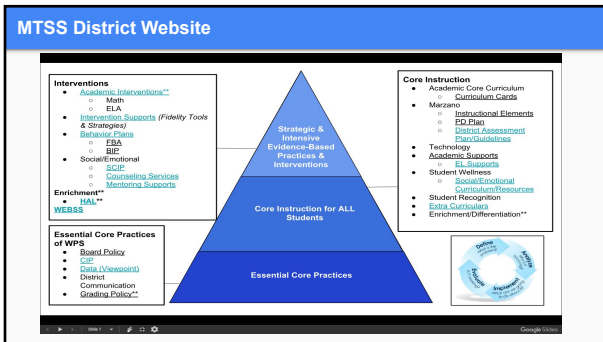 MTSS District Website
Interventions
● Academic Interventions**
○ Math
○ ELA
● Intervention Supports (Fidelity Tools
& Strategies)
● Behavior Plans
○ FBA
○ BIP
● Social/Emotional
○ SCIP
○ Counseling Services
○ Mentoring Supports
Enrichment**
● HAL**
WEBSS
Essential Core Practices
of WPS
● Board Policy
● CIP
● Data (Viewpoint)
● District
Communication
● Grading Policy**
Strategic &
Intensive
Evidence-Based
Practices &
Interventions
Core Instruction for ALL
Students
Essential Core Practices
Core Instruction
● Academic Core Curriculum
○ Curriculum Cards
● Marzano
○ Instructional Elements
○ PD Plan
○ District Assessment
Plan/Guidelines
● Technology
● Academic Supports
○ EL Supports
● Student Wellness
○ Social/Emotional
Curriculum/Resources
● Student Recognition
● Extra Curriculars
● Enrichment/Differentiation**
Define
Analyze
Implement
Evaluate
Slide 1
Google Slides